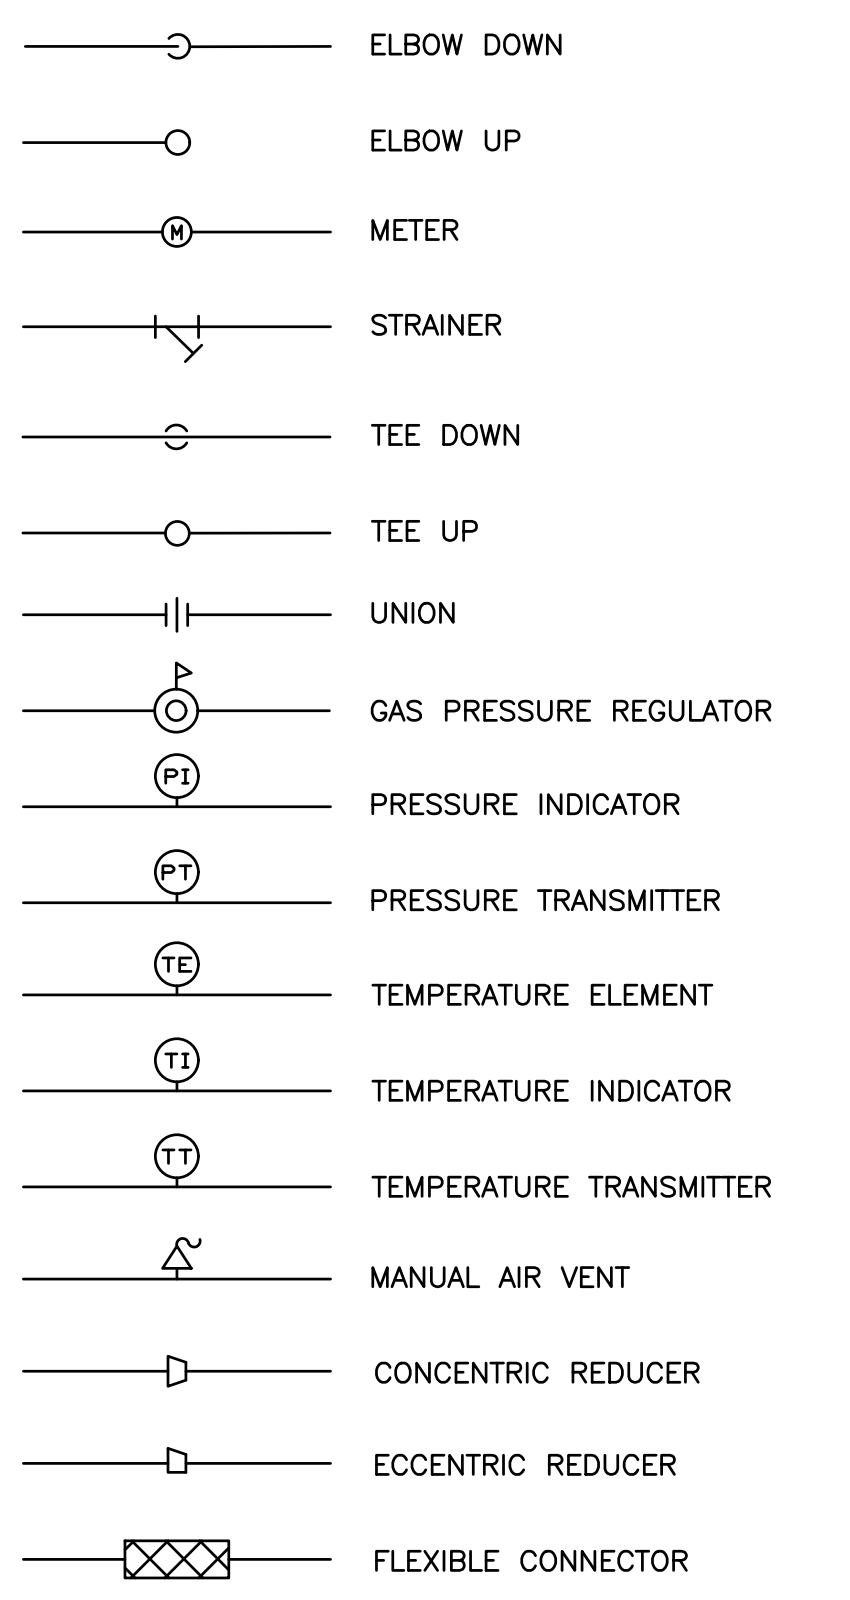 ELBOW DOWN
ELBOW UP
M METER
STRAINER
TEE DOWN
TEE UP
UNION
GAS PRESSURE REGULATOR
PI
PRESSURE INDICATOR
PT
PRESSURE TRANSMITTER
TE
TEMPERATURE ELEMENT
TI
TEMPERATURE INDICATOR
TT
TEMPERATURE TRANSMITTER
MANUAL AIR VENT
CONCENTRIC REDUCER
ECCENTRIC REDUCER
FLEXIBLE CONNECTOR